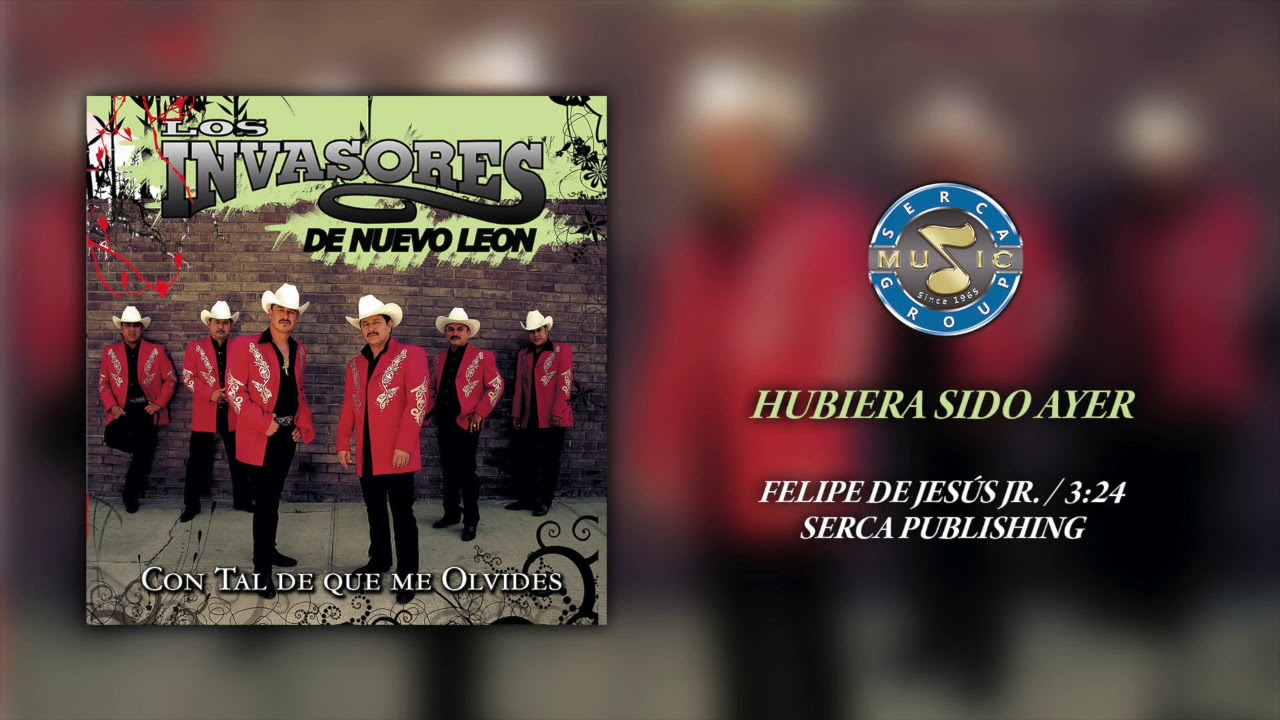 LOS
INVASORES
DE NUEVO LEON
CON TAL DE QUE ME OLVIDES
SERCA
MUSIC
Since 1965
GROUP
HUBIERA SIDO AYER
FELIPE DE JESÚS JR. / 3:24
SERCA PUBLISHING